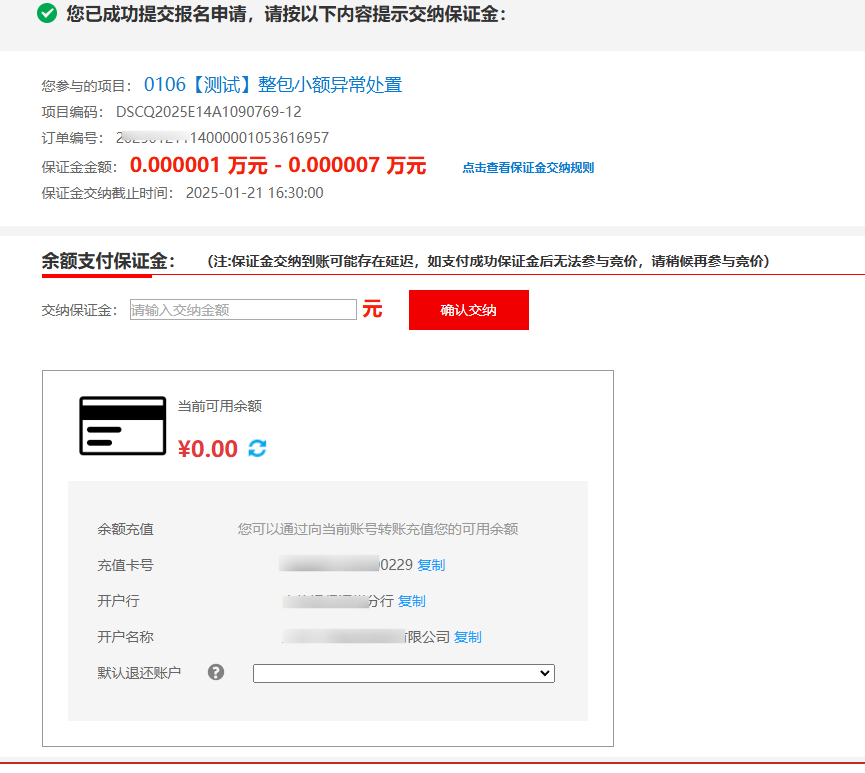 您已成功提交报名申请，请按以下内容提示交纳保证金：
您参与的项目： 0106【测试】整包小额异常处置
项目编码： DSCQ2025E14A1090769-12
订单编号： 14000001053616957
保证金金额： 0.000001 万元 - 0.000007 万元 点击查看保证金交纳规则
保证金交纳截止时间： 2025-01-21 16:30:00
余额支付保证金： （注:保证金交纳到账可能存在延迟，如支付成功保证金后无法参与竞价，请稍候再参与竞价）
交纳保证金： 请输入交纳金额 元 确认交纳
当前可用余额
¥0.00
余额充值 您可以通过向当前账号转账充值您的可用余额
充值卡号 0229 复制
开户行 分行 复制
开户名称 有限公司 复制
默认退还账户 ?